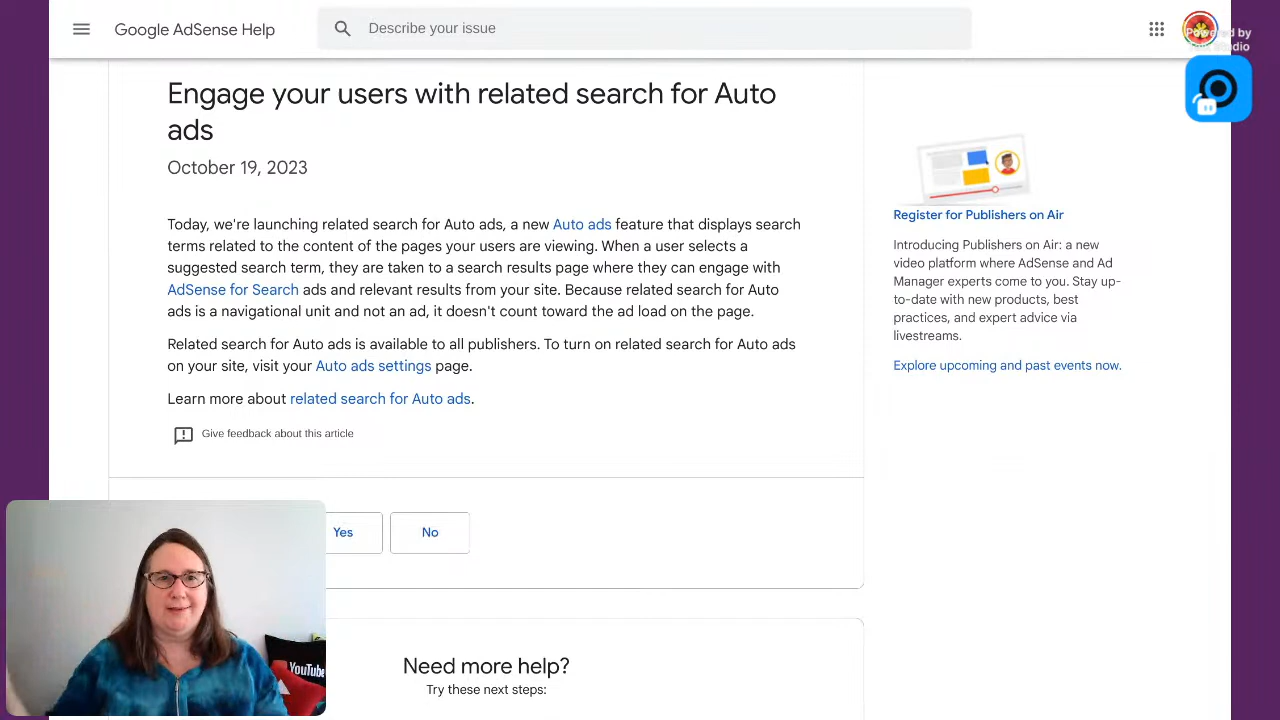 Google AdSense Help
Describe your issue
Powered by
Engage your users with related search for Auto
ads
October 19, 2023
Today, we're launching related search for Auto ads, a new Auto ads feature that displays search
terms related to the content of the pages your users are viewing. When a user selects a
suggested search term, they are taken to a search results page where they can engage with
AdSense for Search ads and relevant results from your site. Because related search for Auto
ads is a navigational unit and not an ad, it doesn't count toward the ad load on the page.
Related search for Auto ads is available to all publishers. To turn on related search for Auto ads
on your site, visit your Auto ads settings page.
Learn more about related search for Auto ads.
Give feedback about this article
Yes
No
Need more help?
Try these next steps:
Register for Publishers on Air
Introducing Publishers on Air: a new
video platform where AdSense and Ad
Manager experts come to you. Stay up-
to-date with new products, best
practices, and expert advice via
livestreams.
Explore upcoming and past events now.
YouTube